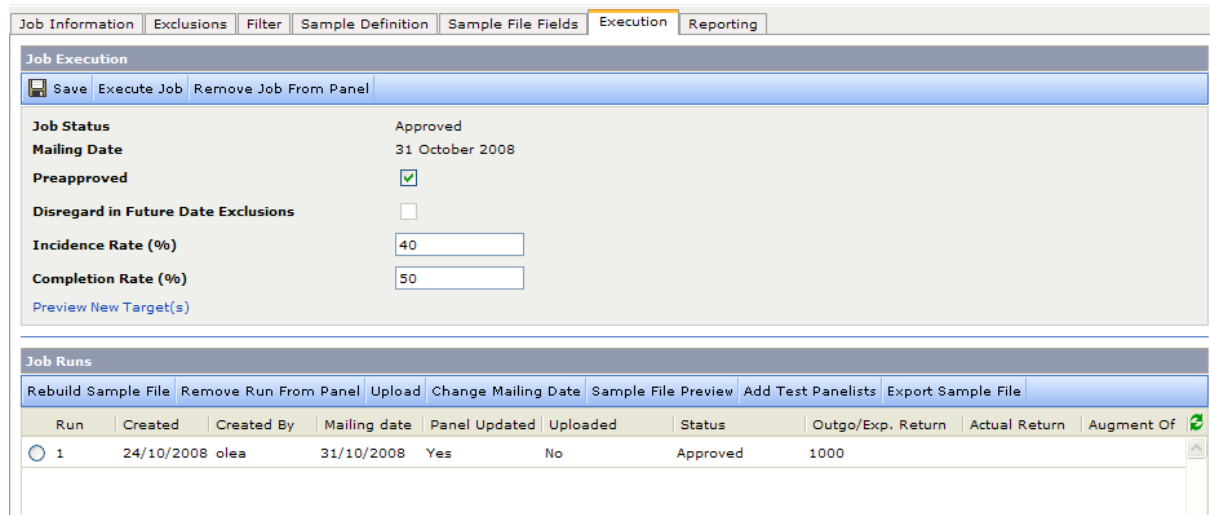 Job Information Exclusions Filter Sample Definition Sample File Fields Execution Reporting
Job Execution
Save Execute Job Remove Job From Panel
Job Status Approved
Mailing Date 31 October 2008
Preapproved
Disregard in Future Date Exclusions
Incidence Rate (%) 40
Completion Rate (%) 50
Preview New Target(s)
Job Runs
Rebuild Sample File Remove Run From Panel Upload Change Mailing Date Sample File Preview Add Test Panelists Export Sample File
Run Created Created By Mailing date Panel Updated Uploaded Status Outgo/Exp. Return Actual Return Augment Of
1 24/10/2008 olea 31/10/2008 Yes No Approved 1000